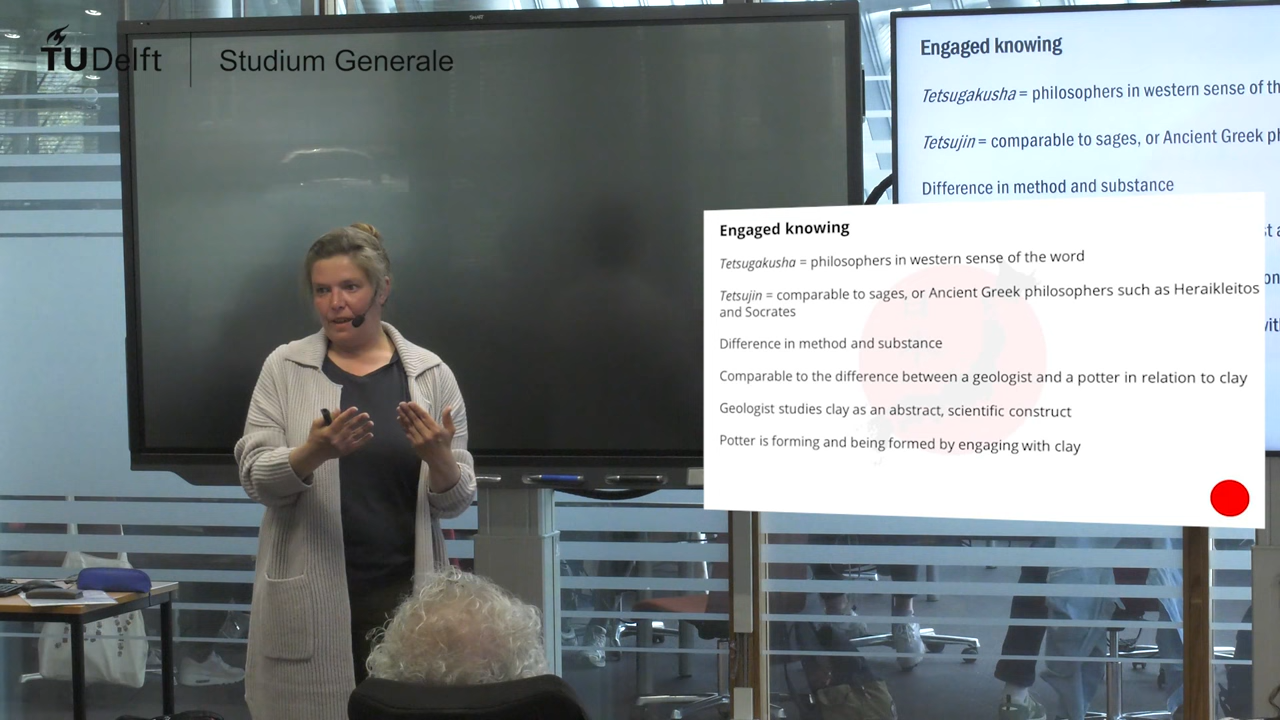 SMART
TUDelft
Studium Generale
Engaged knowing
Tetsugakusha = philosophers in western sense of th
Tetsujin = comparable to sages, or Ancient Greek ph
Difference in method and substance
Engaged knowing
Tetsugakusha = philosophers in western sense of the word
Tetsujin = comparable to sages, or Ancient Greek philosophers such as Heraikleitos
and Socrates
Difference in method and substance
Comparable to the difference between a geologist and a potter in relation to clay
Geologist studies clay as an abstract, scientific construct
Potter is forming and being formed by engaging with clay